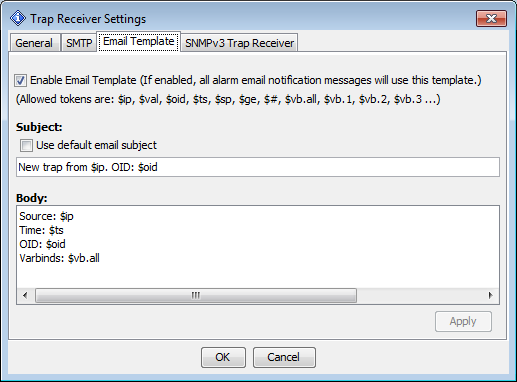 Trap Receiver Settings
General SMTP Email Template SNMPv3 Trap Receiver
Enable Email Template (If enabled, all alarm email notification messages will use this template.)
(Allowed tokens are: $ip, $val, $oid, $ts, $sp, $ge, $#, $vb.all, $vb.1, $vb.2, $vb.3 ...)
Subject:
Use default email subject
New trap from $ip. OID: $oid
Body:
Source: $ip
Time: $ts
OID: $oid
Varbinds: $vb.all
Apply
OK Cancel